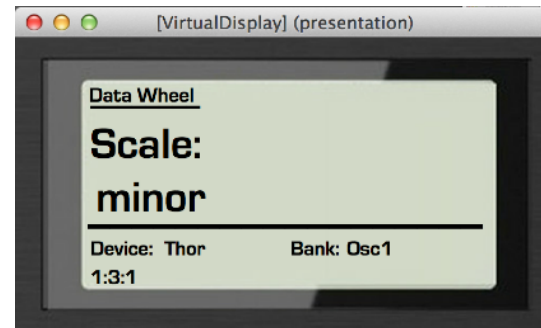 [VirtualDisplay] (presentation)
Data Wheel
Scale:
minor
Device: Thor Bank: Osc1
1:3:1